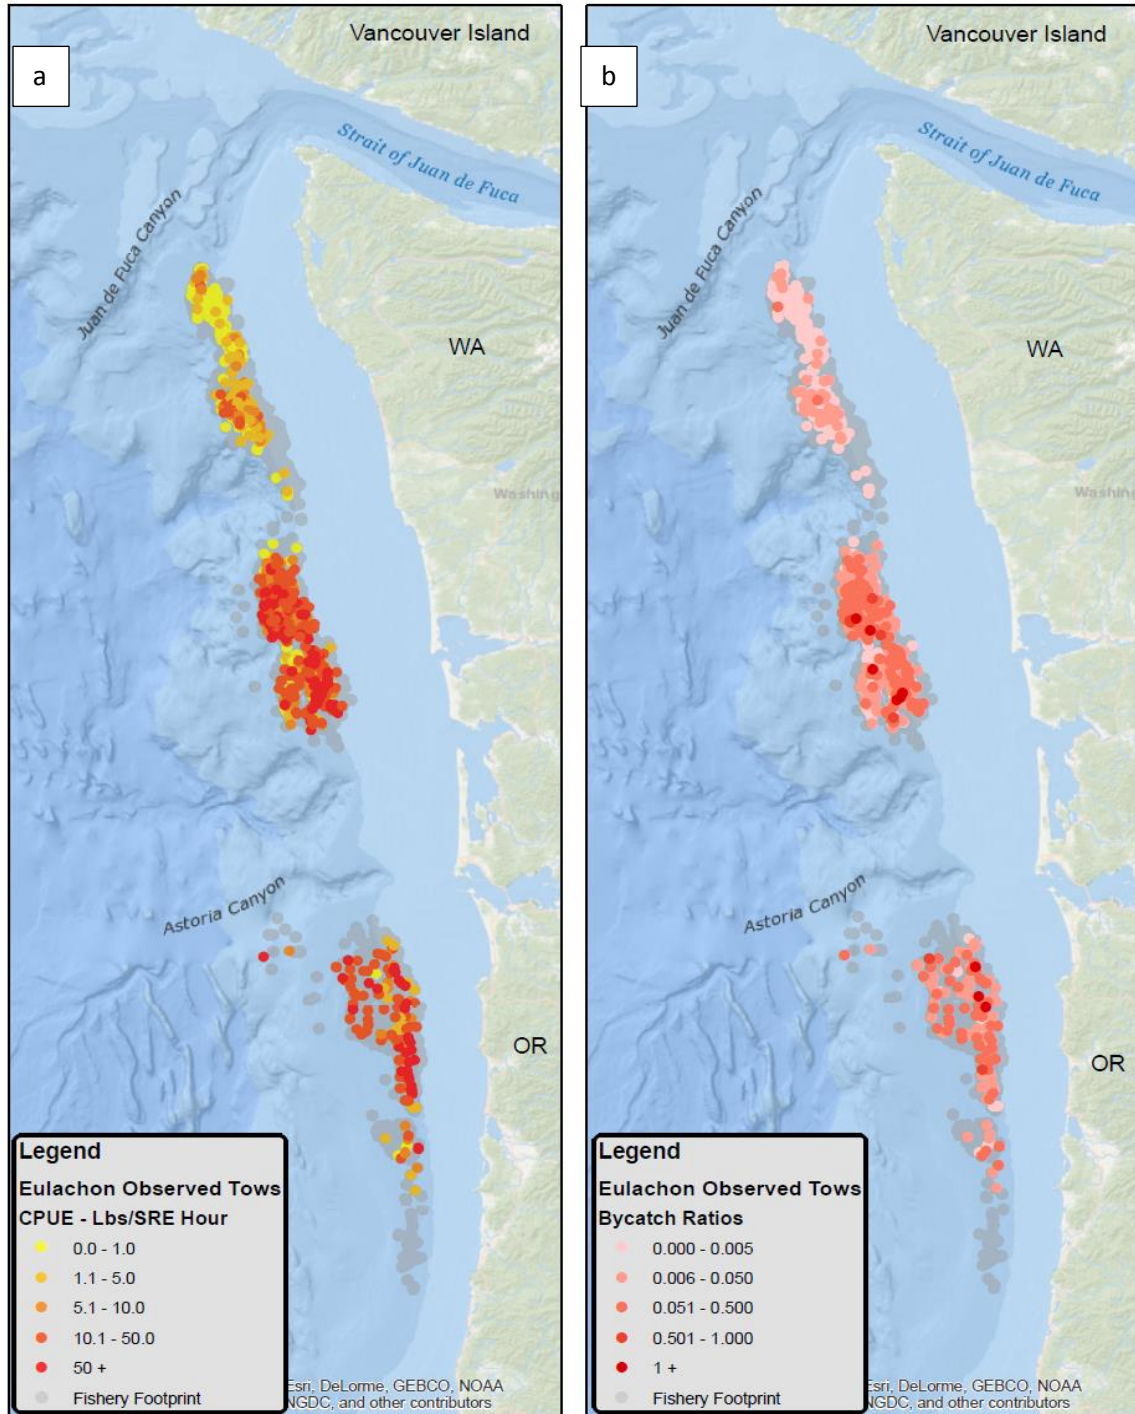 a
Vancouver Island
Strait of Juan de Fuca
Juan de Fuca Canyon
WA
Washing
Astoria Canyon
OR
Legend
Eulachon Observed Tows
CPUE - Lbs/SRE Hour
0.0 - 1.0
1.1 - 5.0
5.1 - 10.0
10.1 - 50.0
50 +
Fishery Footprint
Esri, DeLorme, GEBCO, NOAA
NGDC, and other contributors
b
Vancouver Island
Strait of Juan de Fuca
Juan de Fuca Canyon
WA
Washing
Astoria Canyon
OR
Legend
Eulachon Observed Tows
Bycatch Ratios
0.000 - 0.005
0.006 - 0.050
0.051 - 0.500
0.501 - 1.000
1 +
Fishery Footprint
Esri, DeLorme, GEBCO, NOAA
NGDC, and other contributors